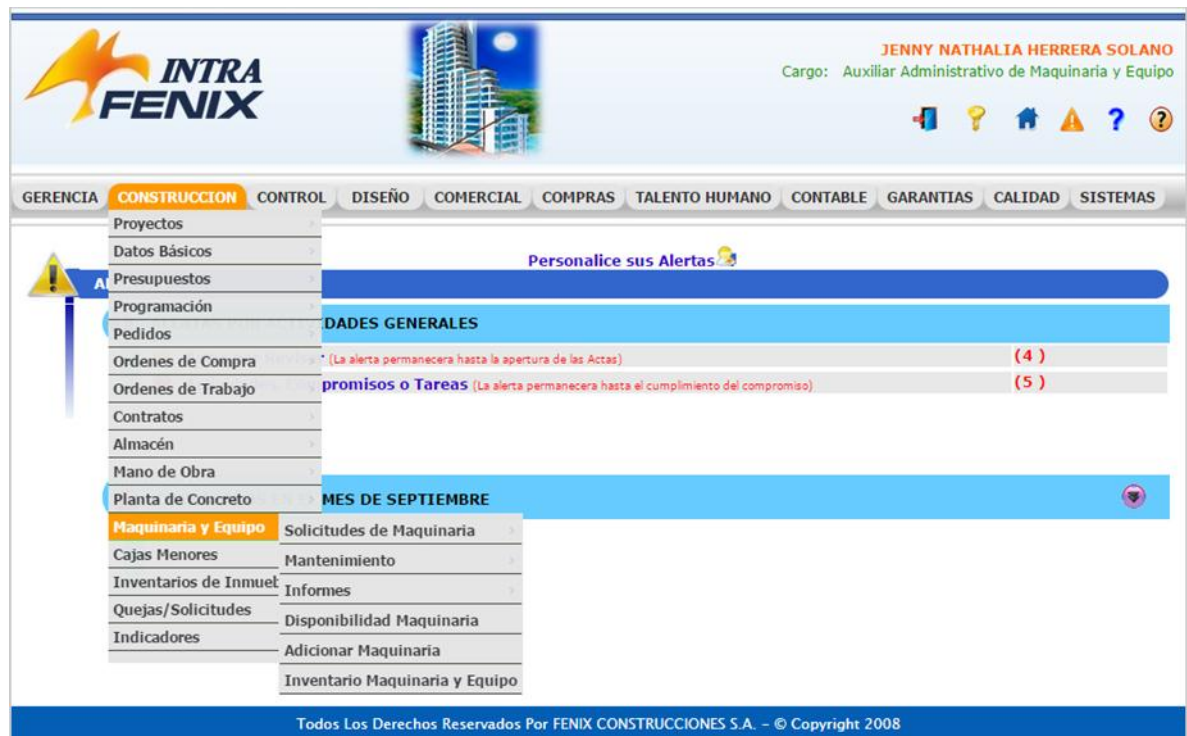 INTRA
FENIX
JENNY NATHALIA HERRERA SOLANO
Cargo: Auxiliar Administrativo de Maquinaria y Equipo
GERENCIA CONSTRUCCION CONTROL DISEÑO COMERCIAL COMPRAS TALENTO HUMANO CONTABLE GARANTIAS CALIDAD SISTEMAS
Proyectos
Datos Básicos
Personalice sus Alertas
Presupuestos
Programación
DADES GENERALES
Pedidos
Ordenes de Compra
(La alerta permanecera hasta la apertura de las Actas) (4 )
Ordenes de Trabajo
promisos o Tareas (La alerta permanecera hasta el cumplimiento del compromiso) (5 )
Contratos
Almacén
Mano de Obra
Planta de Concreto
MES DE SEPTIEMBRE
Maquinaria y Equipo
Solicitudes de Maquinaria
Cajas Menores
Mantenimiento
Inventarios de Inmueb
Informes
Quejas/Solicitudes
Disponibilidad Maquinaria
Indicadores
Adicionar Maquinaria
Inventario Maquinaria y Equipo
Todos Los Derechos Reservados Por FENIX CONSTRUCCIONES S.A. - © Copyright 2008